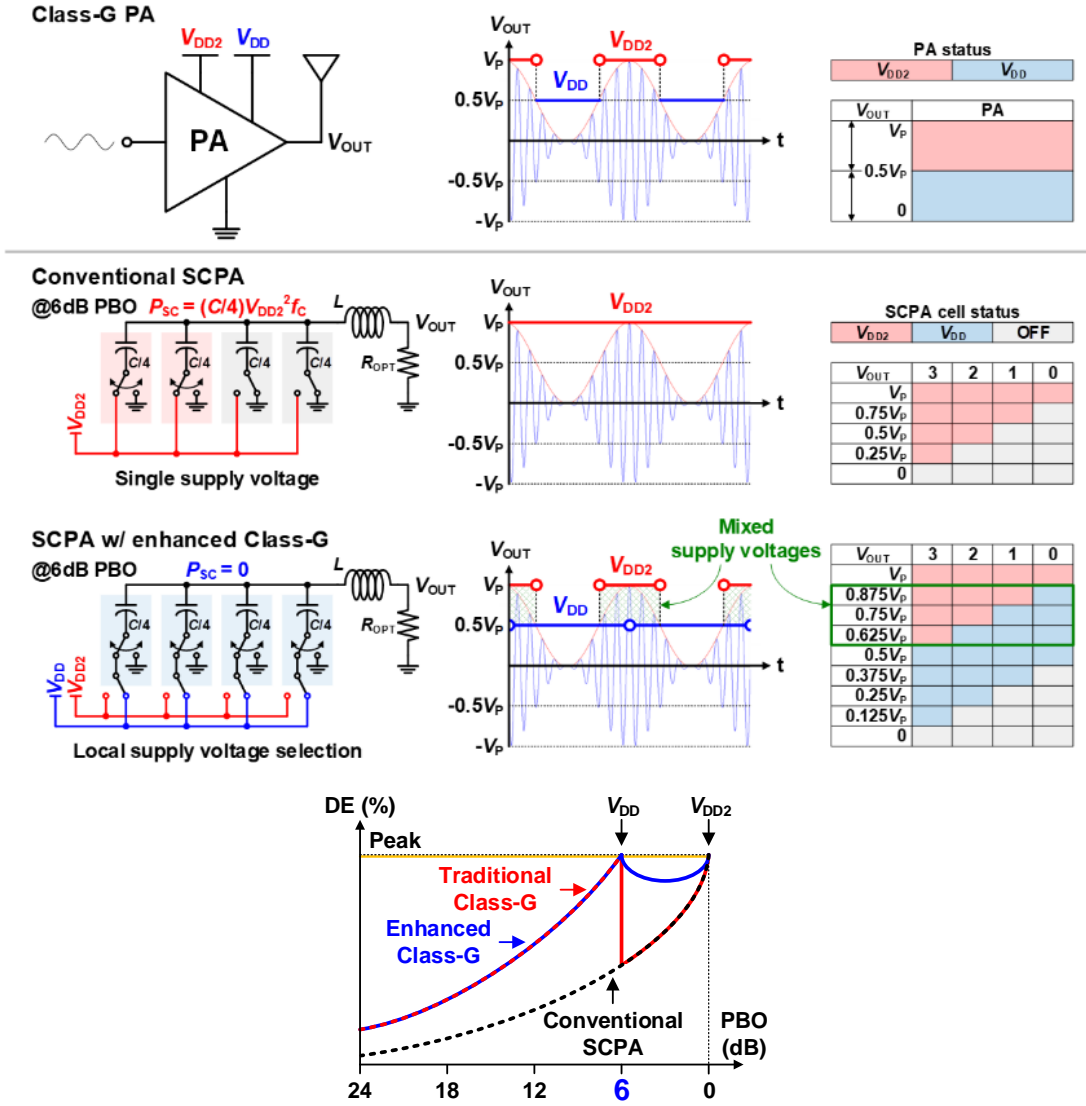 Class-G PA
VDD2 VDD
PA
VOUT
VOUT
VP
0.5VP
-0.5VP
-VP
VDD2
VDD
t
PA status
VDD2 VDD
VOUT PA
VP
0.5VP
0
Conventional SCPA
@6dB PBO PSC = (C/4)VDD2²fC
L
VOUT
ROPT
C/4 C/4 C/4 C/4
VDD2
Single supply voltage
VOUT
VP
0.5VP
-0.5VP
-VP
VDD2
t
SCPA cell status
VDD2 VDD OFF
VOUT 3 2 1 0
VP
0.75VP
0.5VP
0.25VP
0
SCPA w/ enhanced Class-G
@6dB PBO PSC = 0
L
VOUT
ROPT
C/4 C/4 C/4 C/4
VDD
VDD2
Local supply voltage selection
Mixed
supply voltages
VOUT
VP
0.5VP
-0.5VP
-VP
VDD2
VDD
t
VOUT 3 2 1 0
VP
0.875VP
0.75VP
0.625VP
0.5VP
0.375VP
0.25VP
0.125VP
0
DE (%)
VDD VDD2
Peak
Traditional
Class-G
Enhanced
Class-G
Conventional
SCPA
PBO
(dB)
24 18 12 6 0